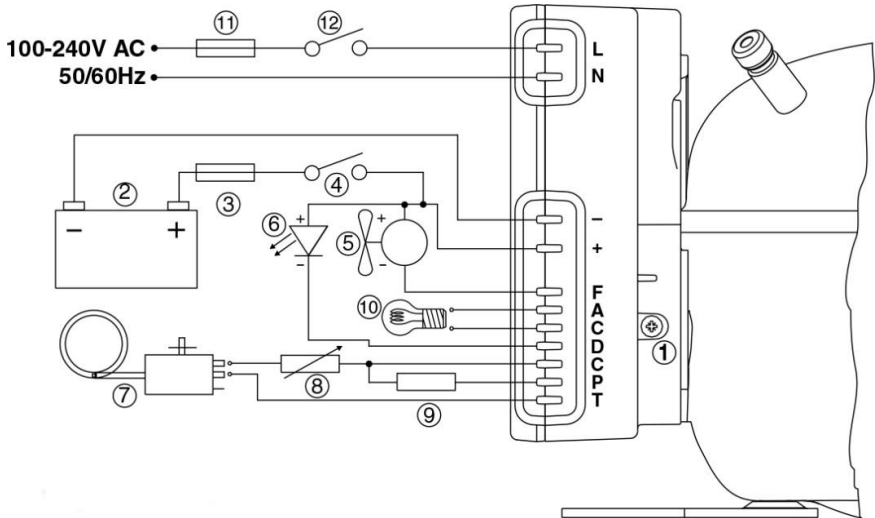 ⑪ ⑫
100-240V AC L
50/60Hz N
②
③ ④
− + + + −
⑥ ⑤ +
− − F
⑩ A
C
D
①
C
⑦ ⑧ P
⑨ T